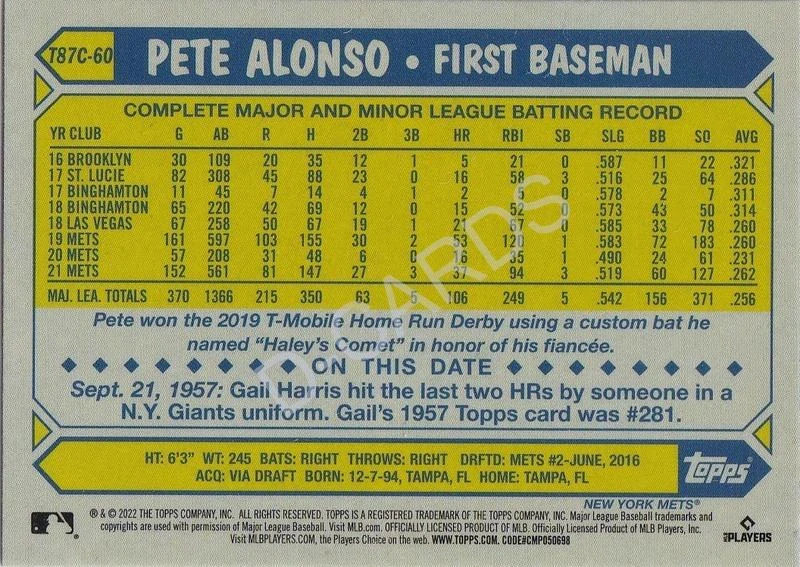 T87C-60 PETE ALONSO • FIRST BASEMAN
COMPLETE MAJOR AND MINOR LEAGUE BATTING RECORD
YR CLUB G AB R H 2B 3B HR RBI SB SLG BB SO AVG
16 BROOKLYN 30 109 20 35 12 1 5 21 0 .587 11 22 .321
17 ST. LUCIE 82 308 45 88 23 0 16 58 3 .516 25 64 .286
17 BINGHAMTON 11 45 7 14 4 1 2 5 0 .578 2 7 .311
18 BINGHAMTON 65 220 42 69 12 0 15 52 0 .573 43 50 .314
18 LAS VEGAS 67 258 50 67 19 1 21 67 0 .585 33 78 .260
19 METS 161 597 103 155 30 2 53 120 1 .583 72 183 .260
20 METS 57 208 31 48 6 0 16 35 1 .490 24 61 .231
21 METS 152 561 81 147 27 3 37 94 3 .519 60 127 .262
MAJ. LEA. TOTALS 370 1366 215 350 63 5 106 249 5 .542 156 371 .256
Pete won the 2019 T-Mobile Home Run Derby using a custom bat he
named “Haley’s Comet” in honor of his fiancée.
ON THIS DATE
Sept. 21, 1957: Gail Harris hit the last two HRs by someone in a
N.Y. Giants uniform. Gail’s 1957 Topps card was #281.
HT: 6’3” WT: 245 BATS: RIGHT THROWS: RIGHT DRFTD: METS #2-JUNE, 2016
ACQ: VIA DRAFT BORN: 12-7-94, TAMPA, FL HOME: TAMPA, FL
Topps
NEW YORK METS®
® & © 2022 THE TOPPS COMPANY, INC. ALL RIGHTS RESERVED. TOPPS IS A REGISTERED TRADEMARK OF THE TOPPS COMPANY, INC. Major League Baseball trademarks and
copyrights are used with permission of Major League Baseball. Visit MLB.com. OFFICIALLY LICENSED PRODUCT OF MLB. Officially Licensed Product of MLB Players, Inc.
Visit MLBPLAYERS.COM, the Players Choice on the web. WWW.TOPPS.COM. CODE#CMP050698
MLB PLAYERS
D-CARDS